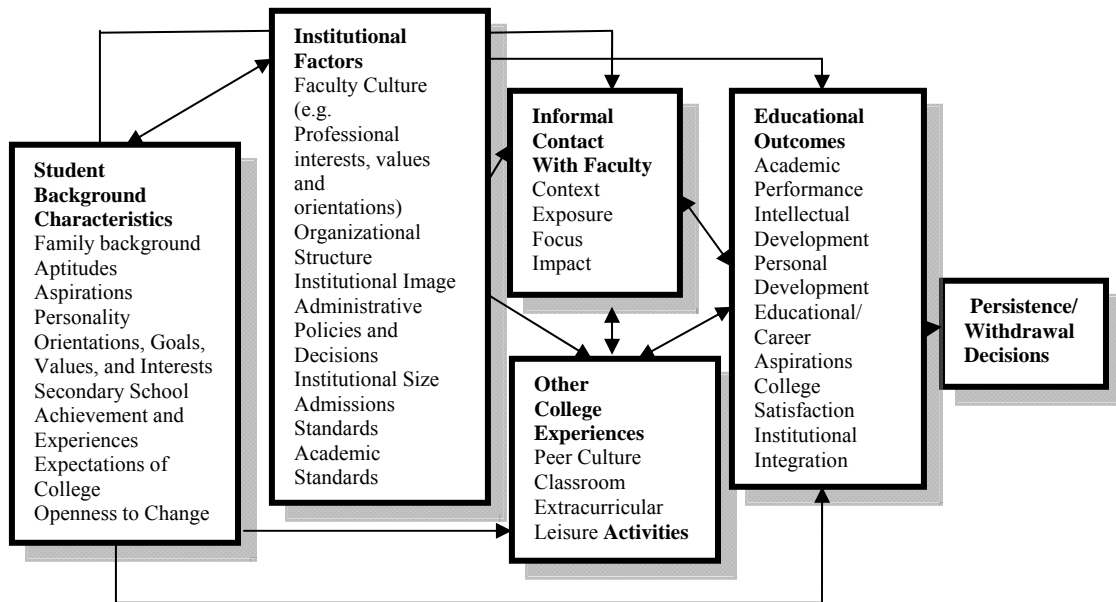 Student
Background
Characteristics
Family background
Aptitudes
Aspirations
Personality
Orientations, Goals,
Values, and Interests
Secondary School
Achievement and
Experiences
Expectations of
College
Openness to Change
Institutional
Factors
Faculty Culture
(e.g.
Professional
interests, values
and
orientations)
Organizational
Structure
Institutional Image
Administrative
Policies and
Decisions
Institutional Size
Admissions
Standards
Academic
Standards
Informal
Contact
With Faculty
Context
Exposure
Focus
Impact
Other
College
Experiences
Peer Culture
Classroom
Extracurricular
Leisure Activities
Educational
Outcomes
Academic
Performance
Intellectual
Development
Personal
Development
Educational/
Career
Aspirations
College
Satisfaction
Institutional
Integration
Persistence/
Withdrawal
Decisions